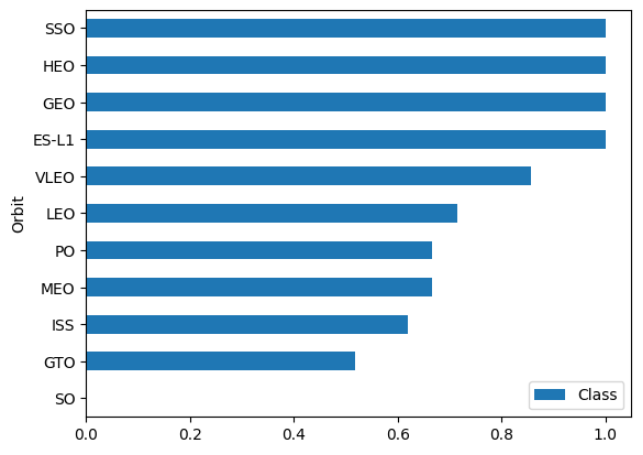 SSO
HEO
GEO
ES-L1
VLEO
LEO
Orbit
PO
MEO
ISS
GTO
SO
Class
0.0 0.2 0.4 0.6 0.8 1.0